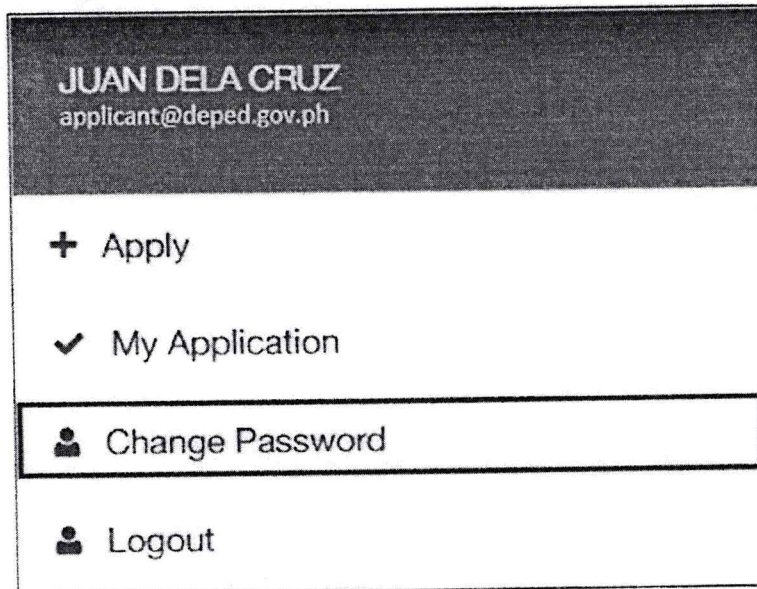 JUAN DELA CRUZ
applicant@deped.gov.ph
Apply
My Application
Change Password
Logout